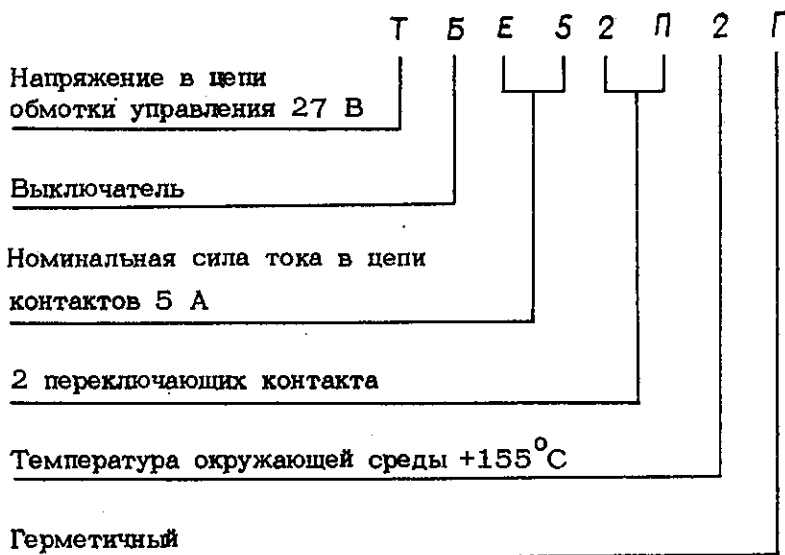 Т Б Е 5 2 П 2 Г
Напряжение в цепи
обмотки управления 27 В
Выключатель
Номинальная сила тока в цепи
контактов 5 А
2 переключающих контакта
Температура окружающей среды +155°С
Герметичный